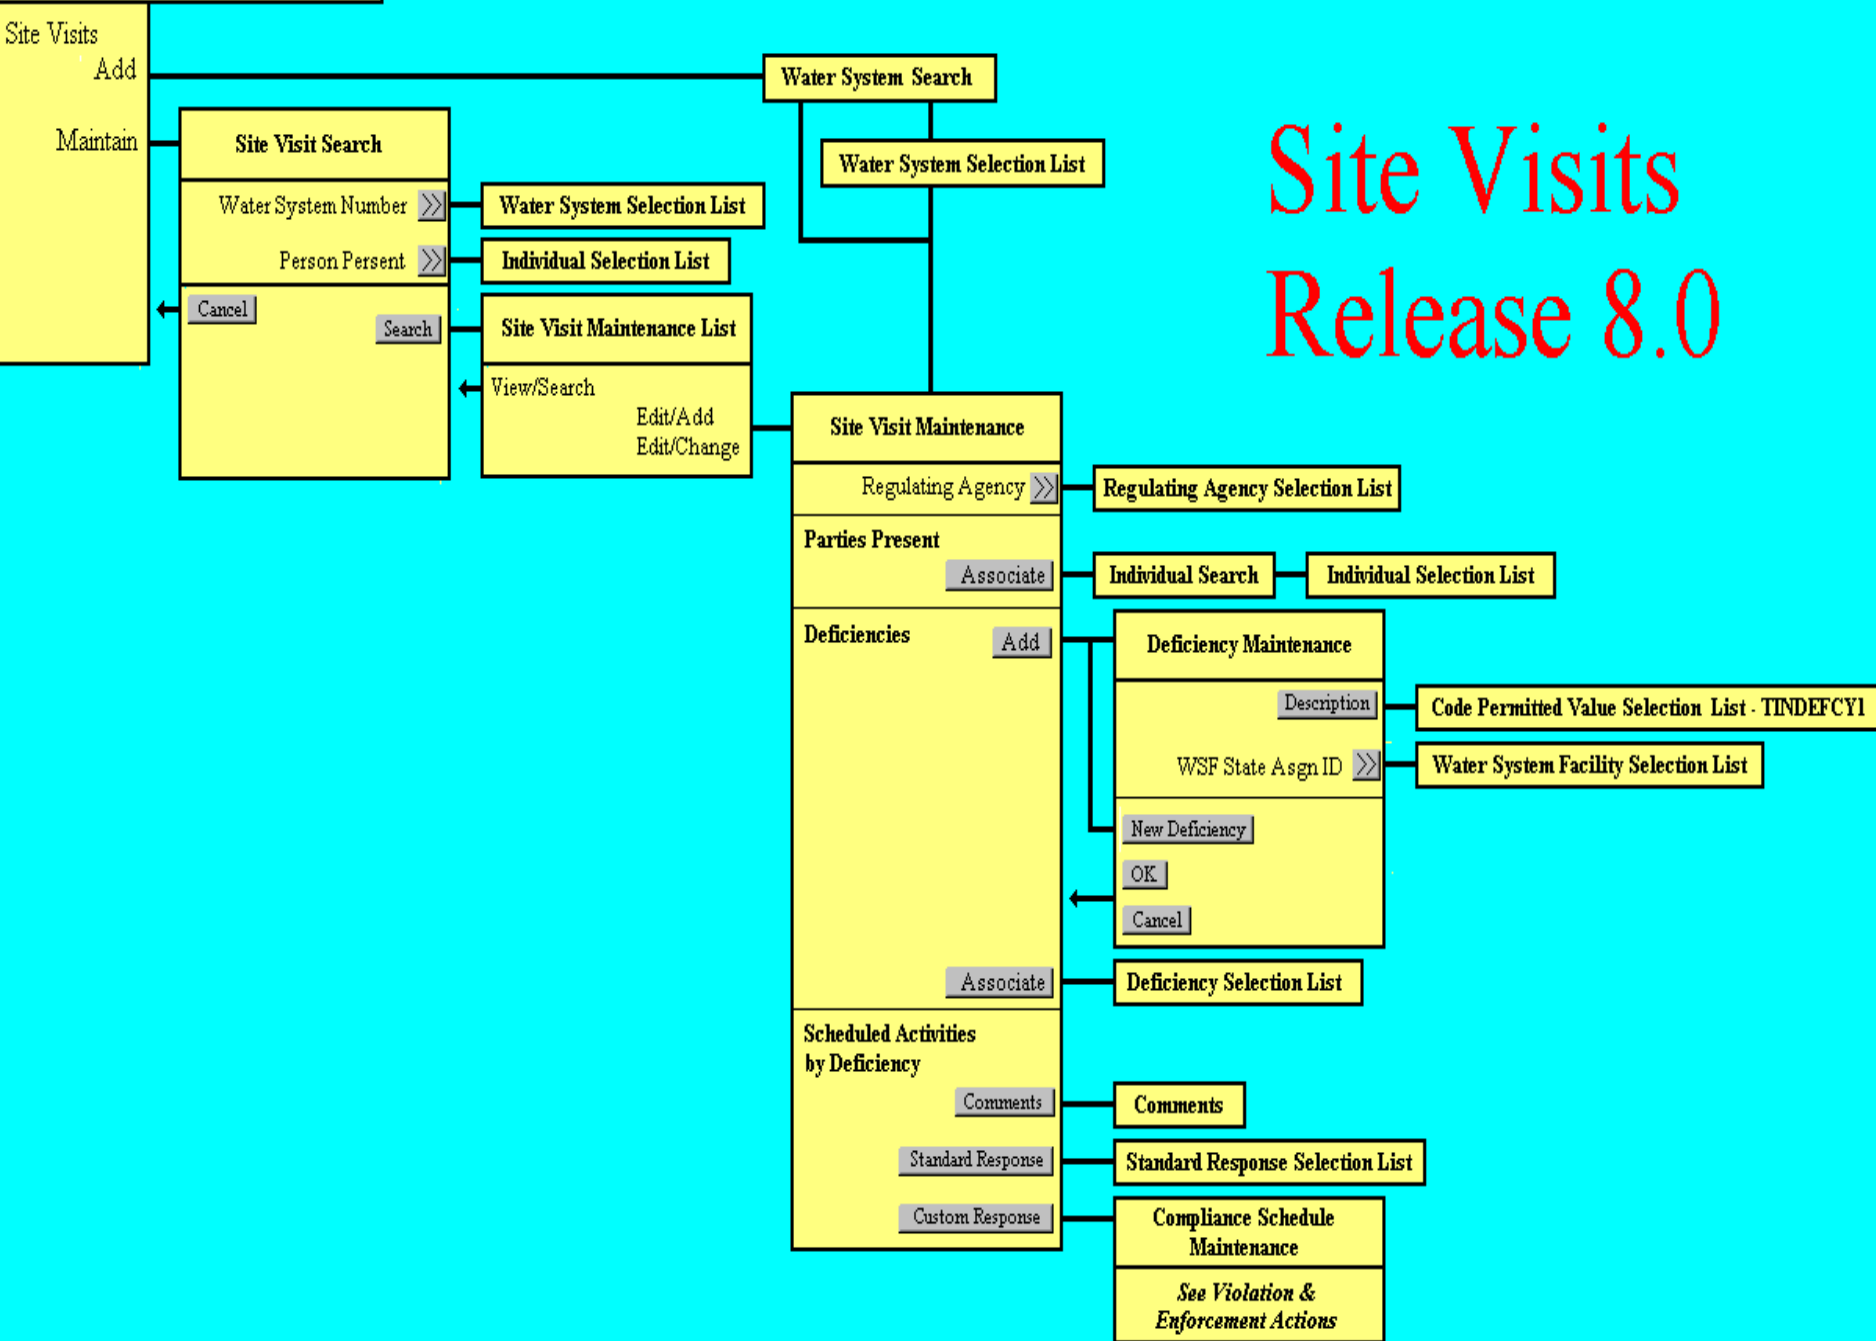 Site Visits
Add
Maintain
Site Visit Search
Water System Number >>
Person Persent >>
Cancel
Search
Water System Selection List
Individual Selection List
Site Visit Maintenance List
View/Search
Edit/Add
Edit/Change
Water System Search
Water System Selection List
Site Visits
Release 8.0
Site Visit Maintenance
Regulating Agency >>
Regulating Agency Selection List
Parties Present
Associate
Individual Search
Individual Selection List
Deficiencies
Add
Deficiency Maintenance
Description
Code Permitted Value Selection List - TINDEFCY1
WSF State Asgn ID >>
Water System Facility Selection List
New Deficiency
OK
Cancel
Associate
Deficiency Selection List
Scheduled Activities
by Deficiency
Comments
Comments
Standard Response
Standard Response Selection List
Custom Response
Compliance Schedule
Maintenance
See Violation &
Enforcement Actions